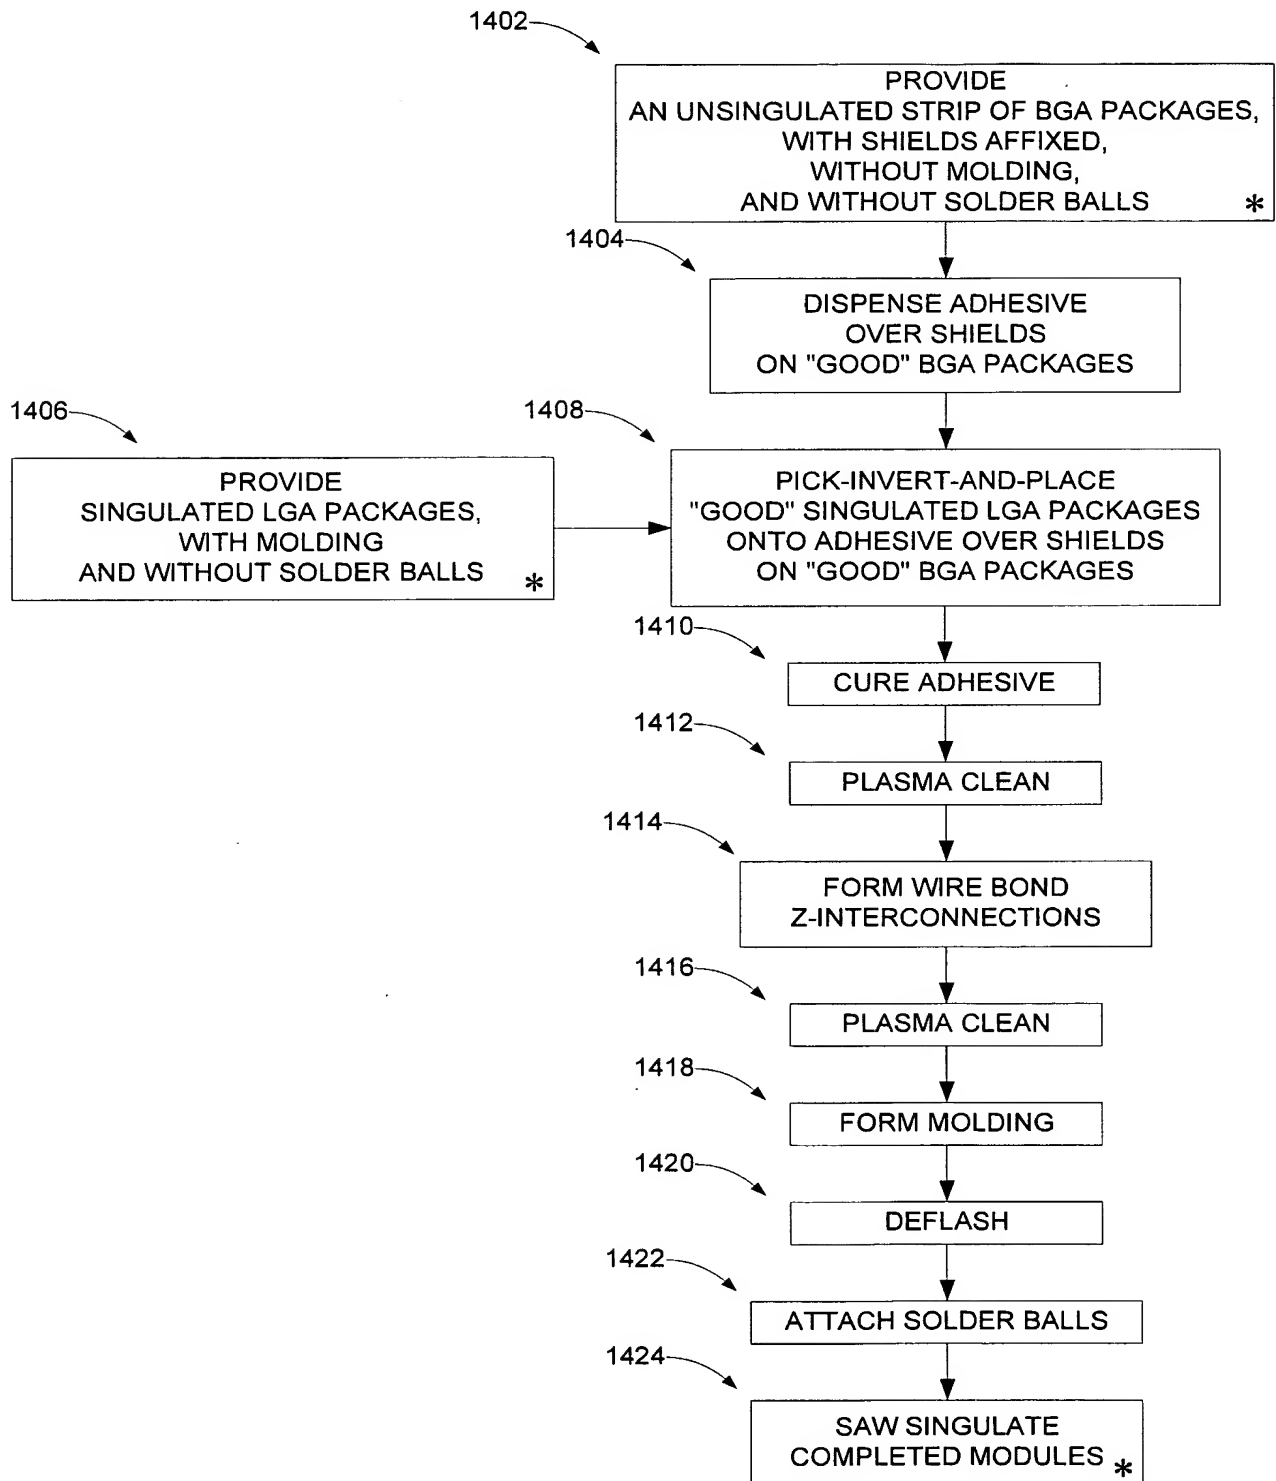 1402
PROVIDE
AN UNSINGULATED STRIP OF BGA PACKAGES,
WITH SHIELDS AFFIXED,
WITHOUT MOLDING,
AND WITHOUT SOLDER BALLS *
1404
DISPENSE ADHESIVE
OVER SHIELDS
ON "GOOD" BGA PACKAGES
1406
PROVIDE
SINGULATED LGA PACKAGES,
WITH MOLDING
AND WITHOUT SOLDER BALLS *
1408
PICK-INVERT-AND-PLACE
"GOOD" SINGULATED LGA PACKAGES
ONTO ADHESIVE OVER SHIELDS
ON "GOOD" BGA PACKAGES
1410
CURE ADHESIVE
1412
PLASMA CLEAN
1414
FORM WIRE BOND
Z-INTERCONNECTIONS
1416
PLASMA CLEAN
1418
FORM MOLDING
1420
DEFLASH
1422
ATTACH SOLDER BALLS
1424
SAW SINGULATE
COMPLETED MODULES *